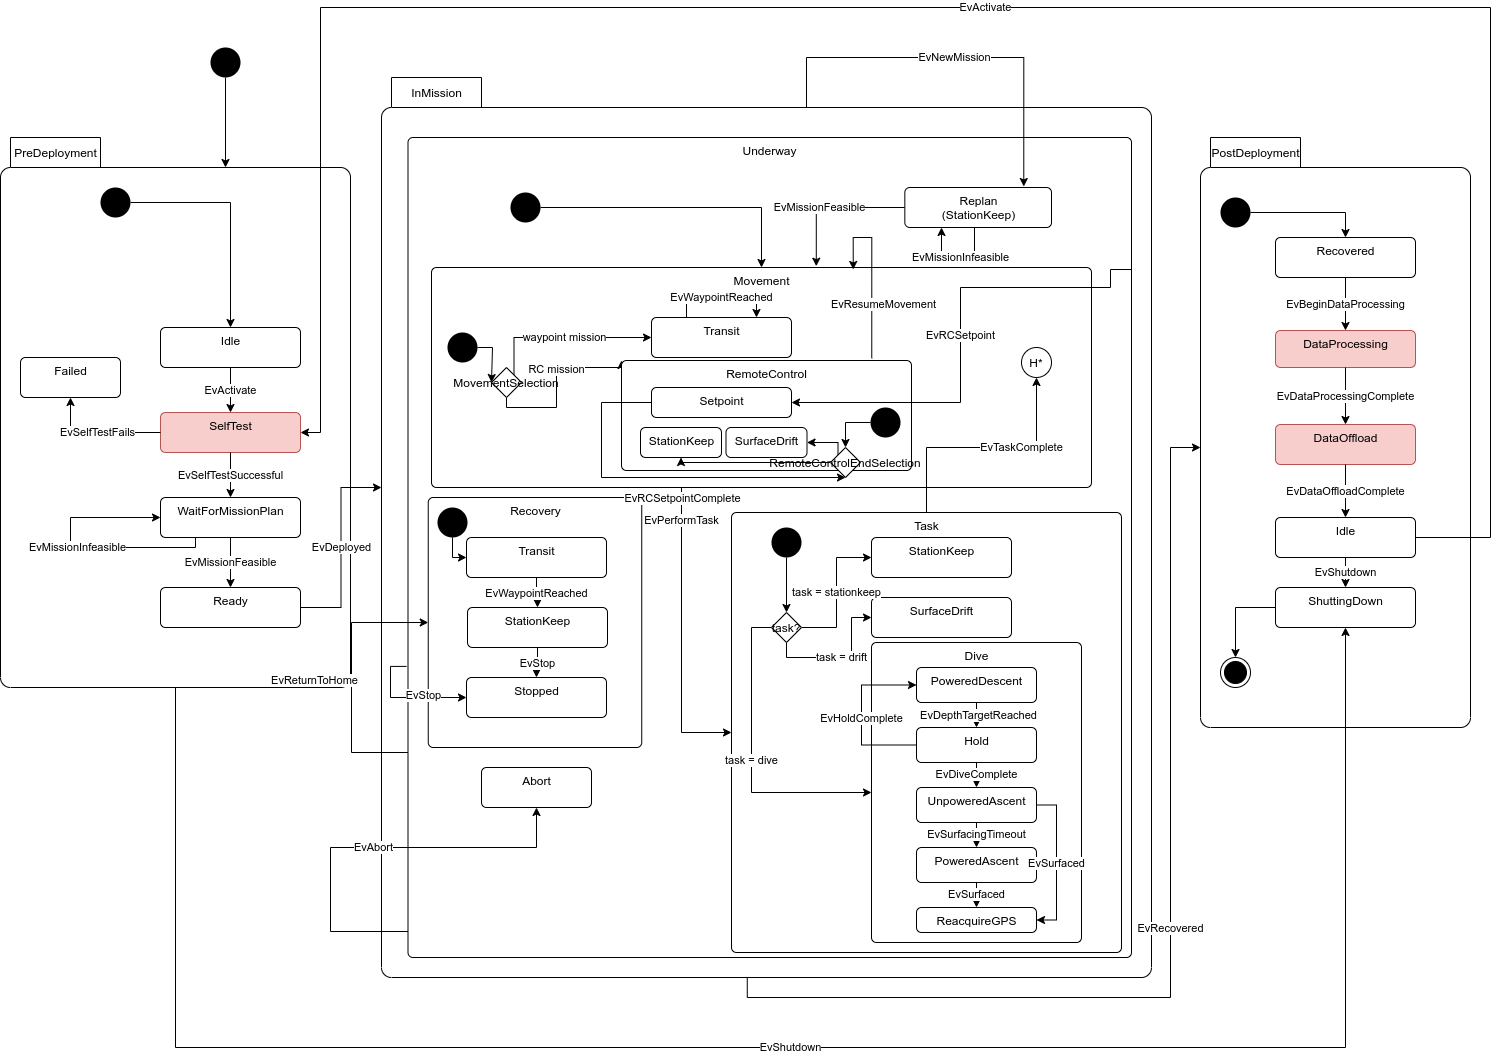 EvActivate
EvNewMission
InMission
PreDeployment
Underway
PostDeployment
Replan
(StationKeep)
EvMissionFeasible
EvMissionInfeasible
Recovered
EvBeginDataProcessing
DataProcessing
EvDataProcessingComplete
DataOffload
EvDataOffloadComplete
Idle
EvShutdown
ShuttingDown
Idle
Failed
EvActivate
SelfTest
EvSelfTestFails
EvSelfTestSuccessful
WaitForMissionPlan
EvMissionInfeasible
EvMissionFeasible
Ready
EvDeployed
Movement
EvWaypointReached
Transit
waypoint mission
RC mission
MovementSelection
EvResumeMovement
EvRCSetpoint
H*
RemoteControl
Setpoint
StationKeep
SurfaceDrift
RemoteControlEndSelection
EvTaskComplete
EvRCSetpointComplete
EvPerformTask
Recovery
Transit
EvWaypointReached
StationKeep
EvStop
Stopped
EvStop
EvReturnToHome
Abort
EvAbort
Task
StationKeep
task = stationkeep
SurfaceDrift
task?
task = drift
task = dive
Dive
PoweredDescent
EvDepthTargetReached
EvHoldComplete
Hold
EvDiveComplete
UnpoweredAscent
EvSurfacingTimeout
PoweredAscent
EvSurfaced
EvSurfaced
ReacquireGPS
EvRecovered
EvShutdown